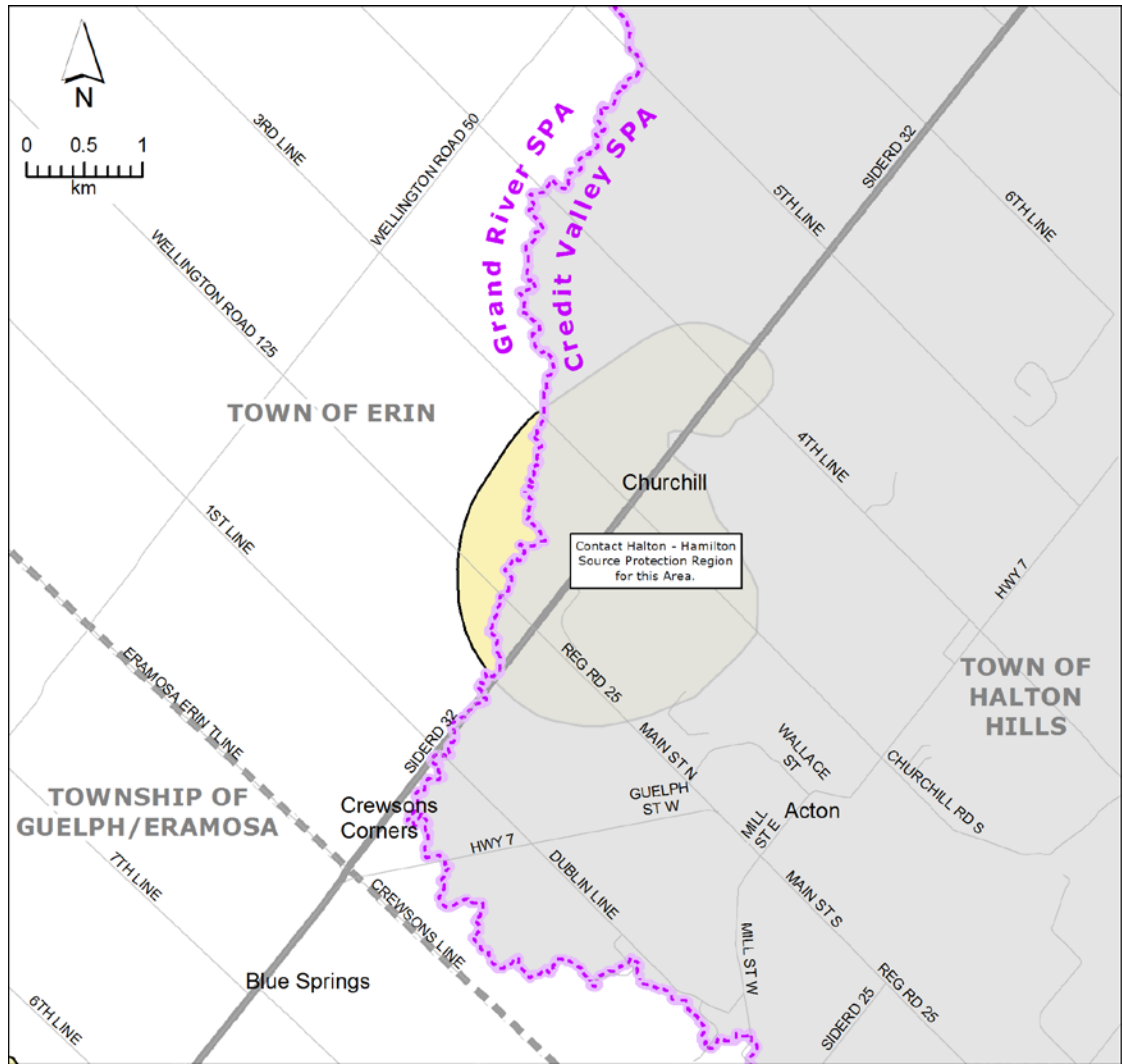 N
0 0.5 1
km
3RD LINE
WELLINGTON ROAD 50
Grand River SPA
Credit Valley SPA
SIDERD 32
5TH LINE
6TH LINE
WELLINGTON ROAD 125
TOWN OF ERIN
4TH LINE
Churchill
1ST LINE
Contact Halton - Hamilton
Source Protection Region
for this Area.
HWY 7
REG RD 25
TOWN OF
HALTON
HILLS
ERAMOSA ERIN TLINE
SIDERD 32
MAIN ST N
WALLACE
ST
CHURCHILL RD S
TOWNSHIP OF
GUELPH/ERAMOSA
Crewsons
Corners
GUELPH
ST W
Acton
MILL
ST E
HWY 7
7TH LINE
CREWSONS LINE
DUBLIN LINE
MAIN ST S
MILL ST W
Blue Springs
REG RD 25
SIDERD 25
6TH LINE